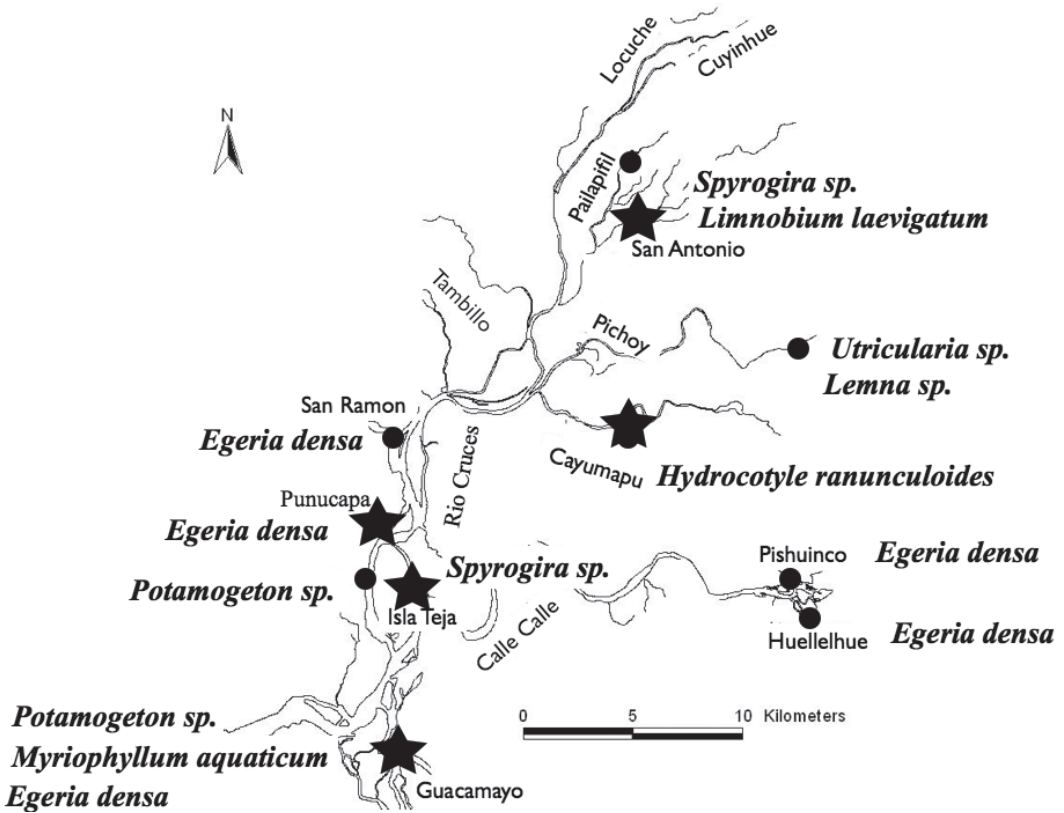 Locuche
Cuyinhue
N
Pailapifil
Spyrogira sp.
Limnobium laevigatum
San Antonio
Tambillo
Pichoy
Utricularia sp.
Lemna sp.
San Ramon
Egeria densa
Rio Cruces
Cayumapu
Hydrocotyle ranunculoides
Punucapa
Egeria densa
Pishuinco
Egeria densa
Spyrogira sp.
Potamogeton sp.
Isla Teja
Calle Calle
Huellelhue
Egeria densa
Potamogeton sp.
Myriophyllum aquaticum
Egeria densa
Guacamayo
0 5 10 Kilometers